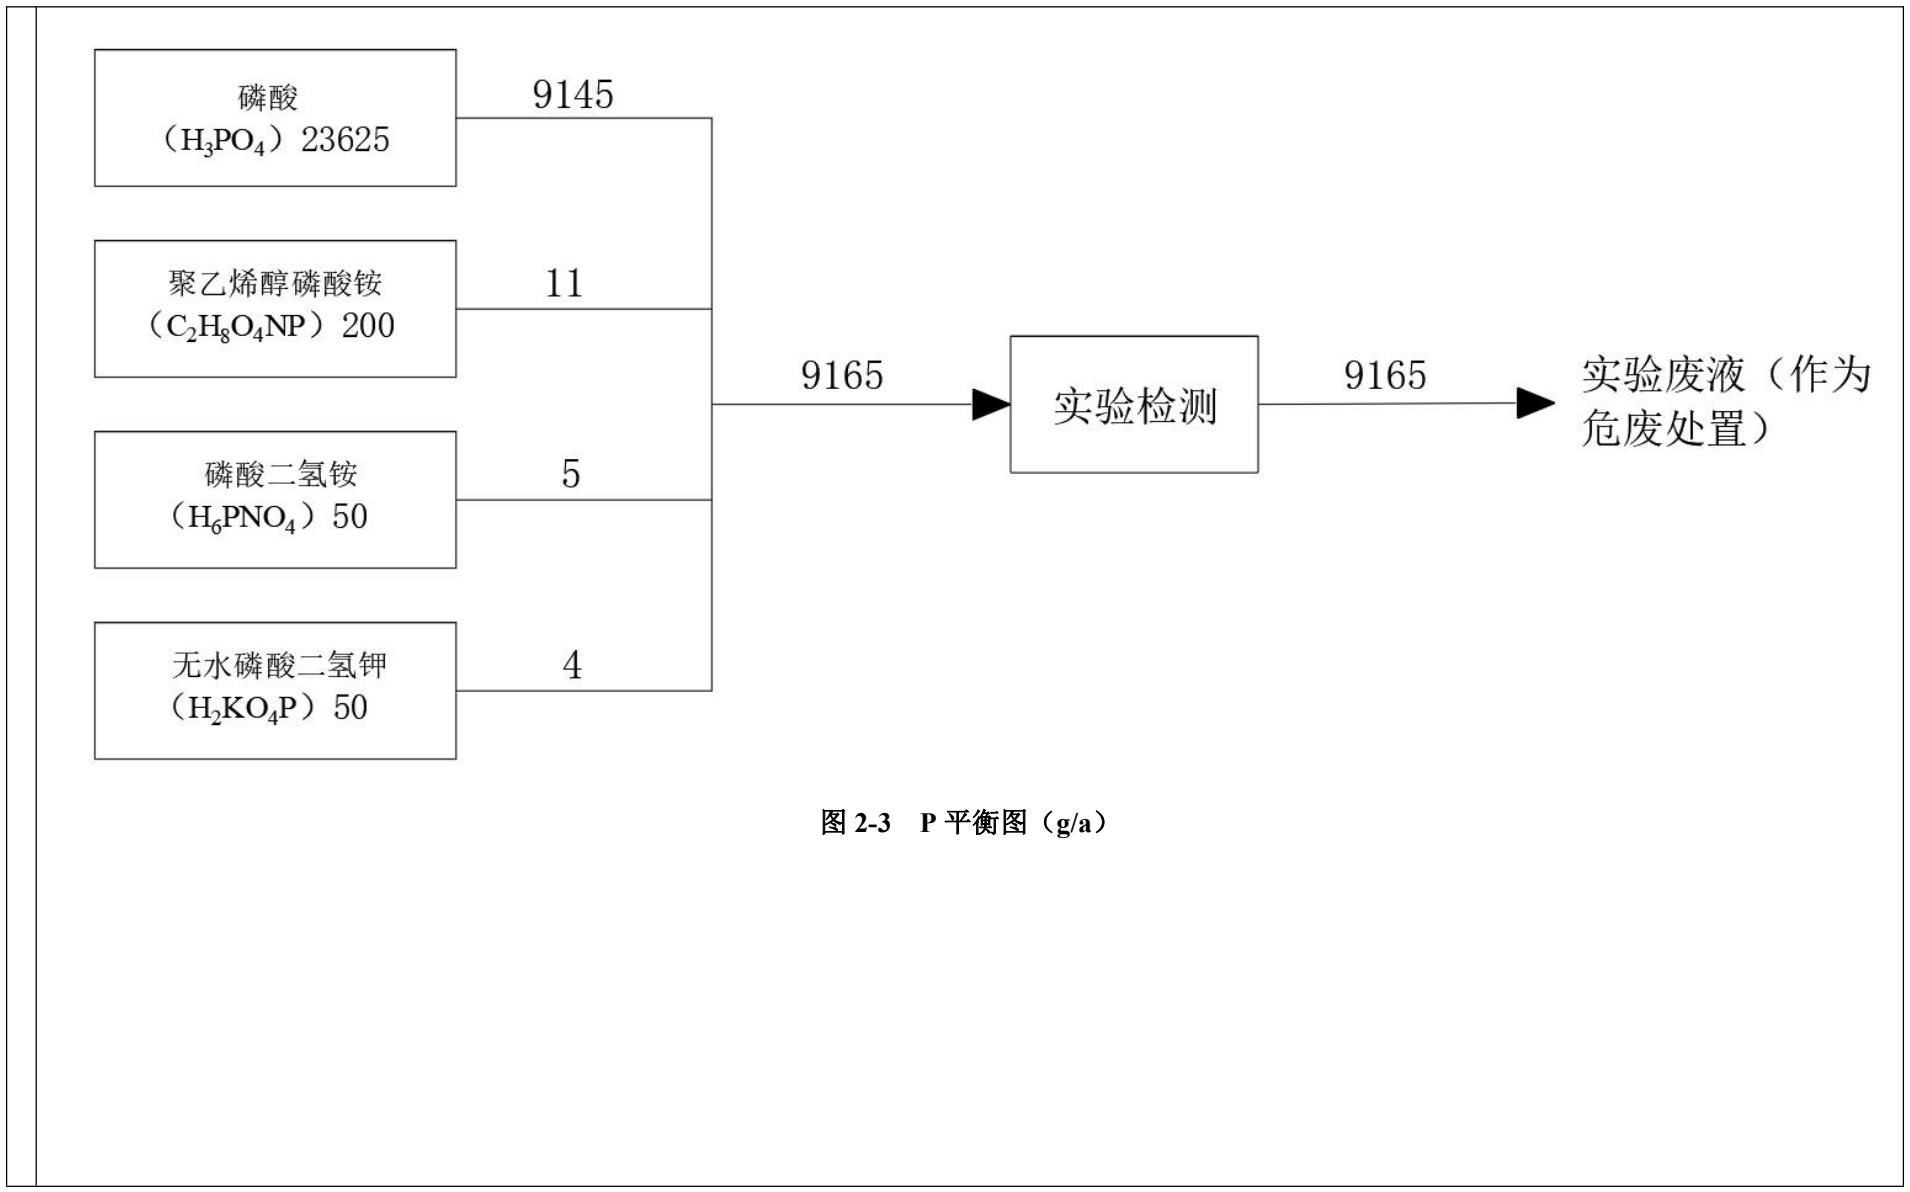 磷酸
（H₃PO₄）23625
9145
聚乙烯醇磷酸铵
（C₂H₈O₄NP）200
11
磷酸二氢铵
（H₆PNO₄）50
5
无水磷酸二氢钾
（H₂KO₄P）50
4
9165
实验检测
9165
实验废液（作为
危废处置）
图 2-3 P 平衡图（g/a）